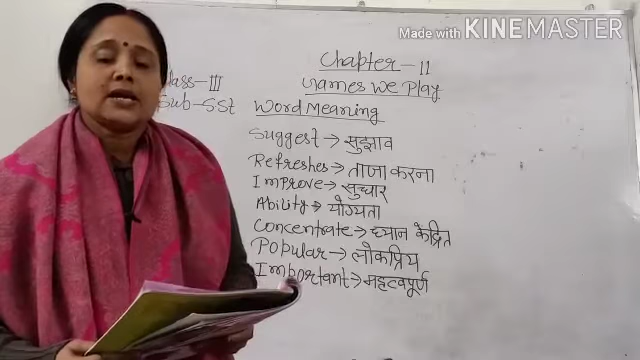 Made with KINEMASTER
Chapter - 11
Games We Play
Class-III
Sub-SSt
Word Meaning
Suggest → सुझाव
Refreshes → ताजा करना
Improve → सुधार
Ability → योग्यता
Concentrate → ध्यान केंद्रित
Popular → लोकप्रिय
Important → महत्वपूर्ण